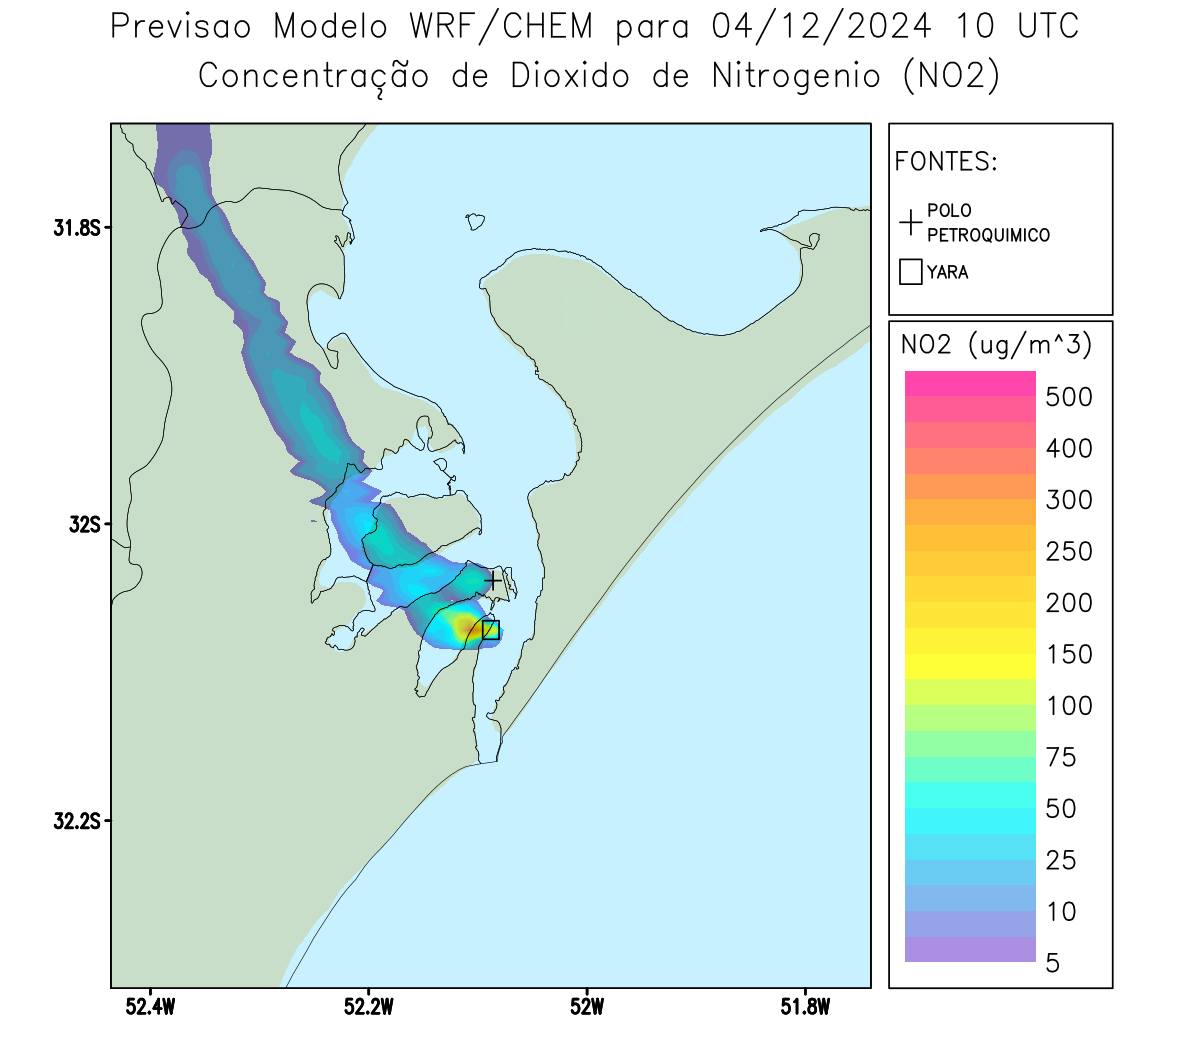 Previsao Modelo WRF/CHEM para 04/12/2024 10 UTC
Concentração de Dioxido de Nitrogenio (NO2)
FONTES:
POLO
PETROQUIMICO
YARA
NO2 (ug/m^3)
500
400
300
250
200
150
100
75
50
25
10
5
31.8S
32S
32.2S
52.4W
52.2W
52W
51.8W